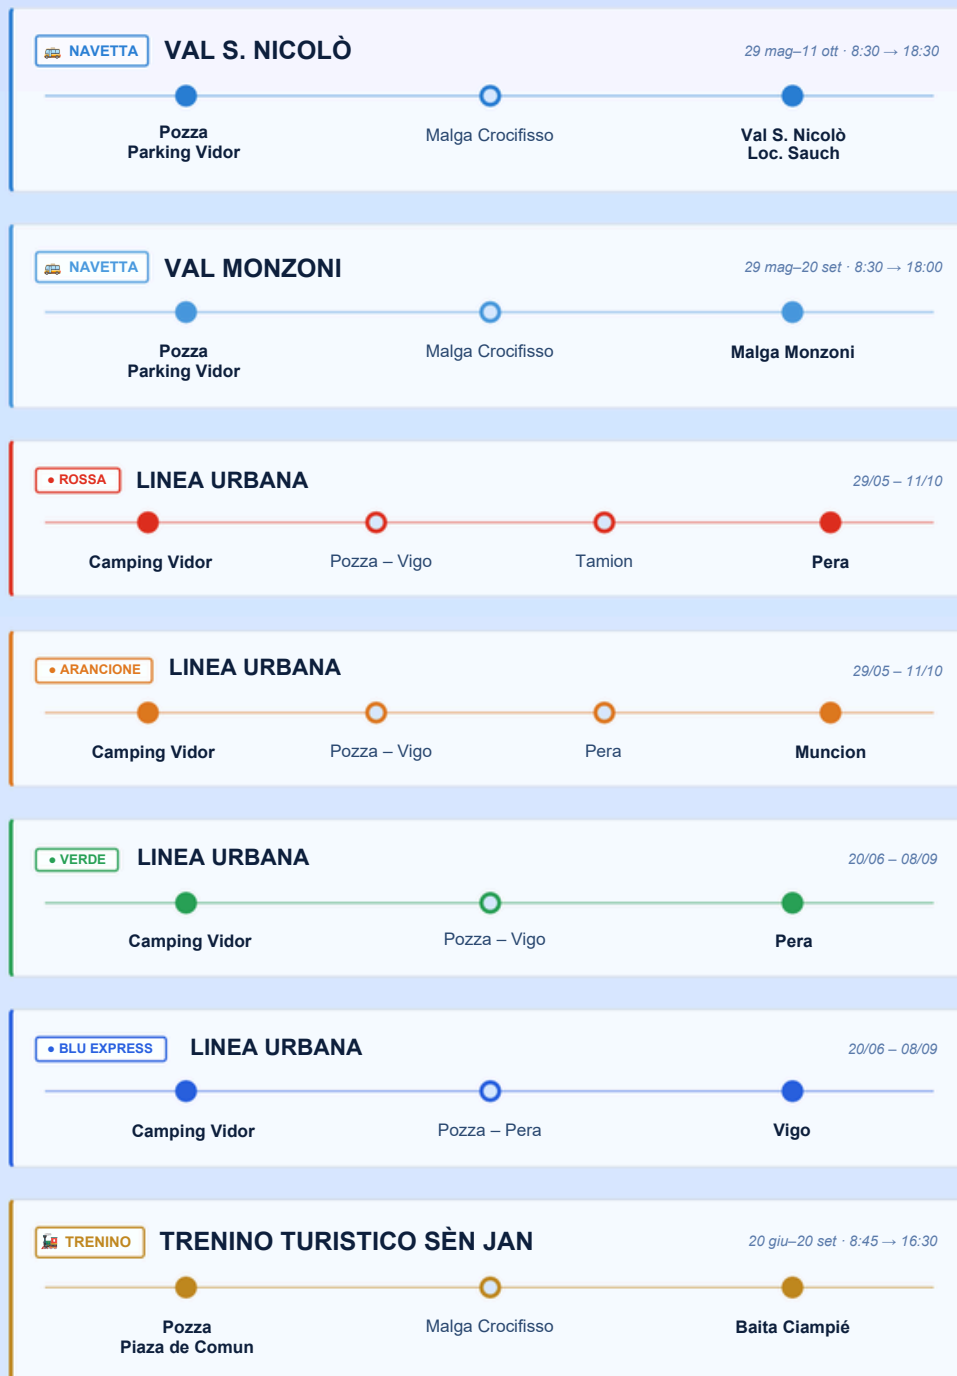 NAVETTA VAL S. NICOLÒ 29 mag–11 ott · 8:30 → 18:30
Pozza
Parking Vidor
Malga Crocifisso
Val S. Nicolò
Loc. Sauch
NAVETTA VAL MONZONI 29 mag–20 set · 8:30 → 18:00
Pozza
Parking Vidor
Malga Crocifisso
Malga Monzoni
• ROSSA LINEA URBANA 29/05 – 11/10
Camping Vidor Pozza – Vigo Tamion Pera
• ARANCIONE LINEA URBANA 29/05 – 11/10
Camping Vidor Pozza – Vigo Pera Muncion
• VERDE LINEA URBANA 20/06 – 08/09
Camping Vidor Pozza – Vigo Pera
• BLU EXPRESS LINEA URBANA 20/06 – 08/09
Camping Vidor Pozza – Pera Vigo
TRENINO TRENINO TURISTICO SÈN JAN 20 giu–20 set · 8:45 → 16:30
Pozza
Piaza de Comun
Malga Crocifisso
Baita Ciampié